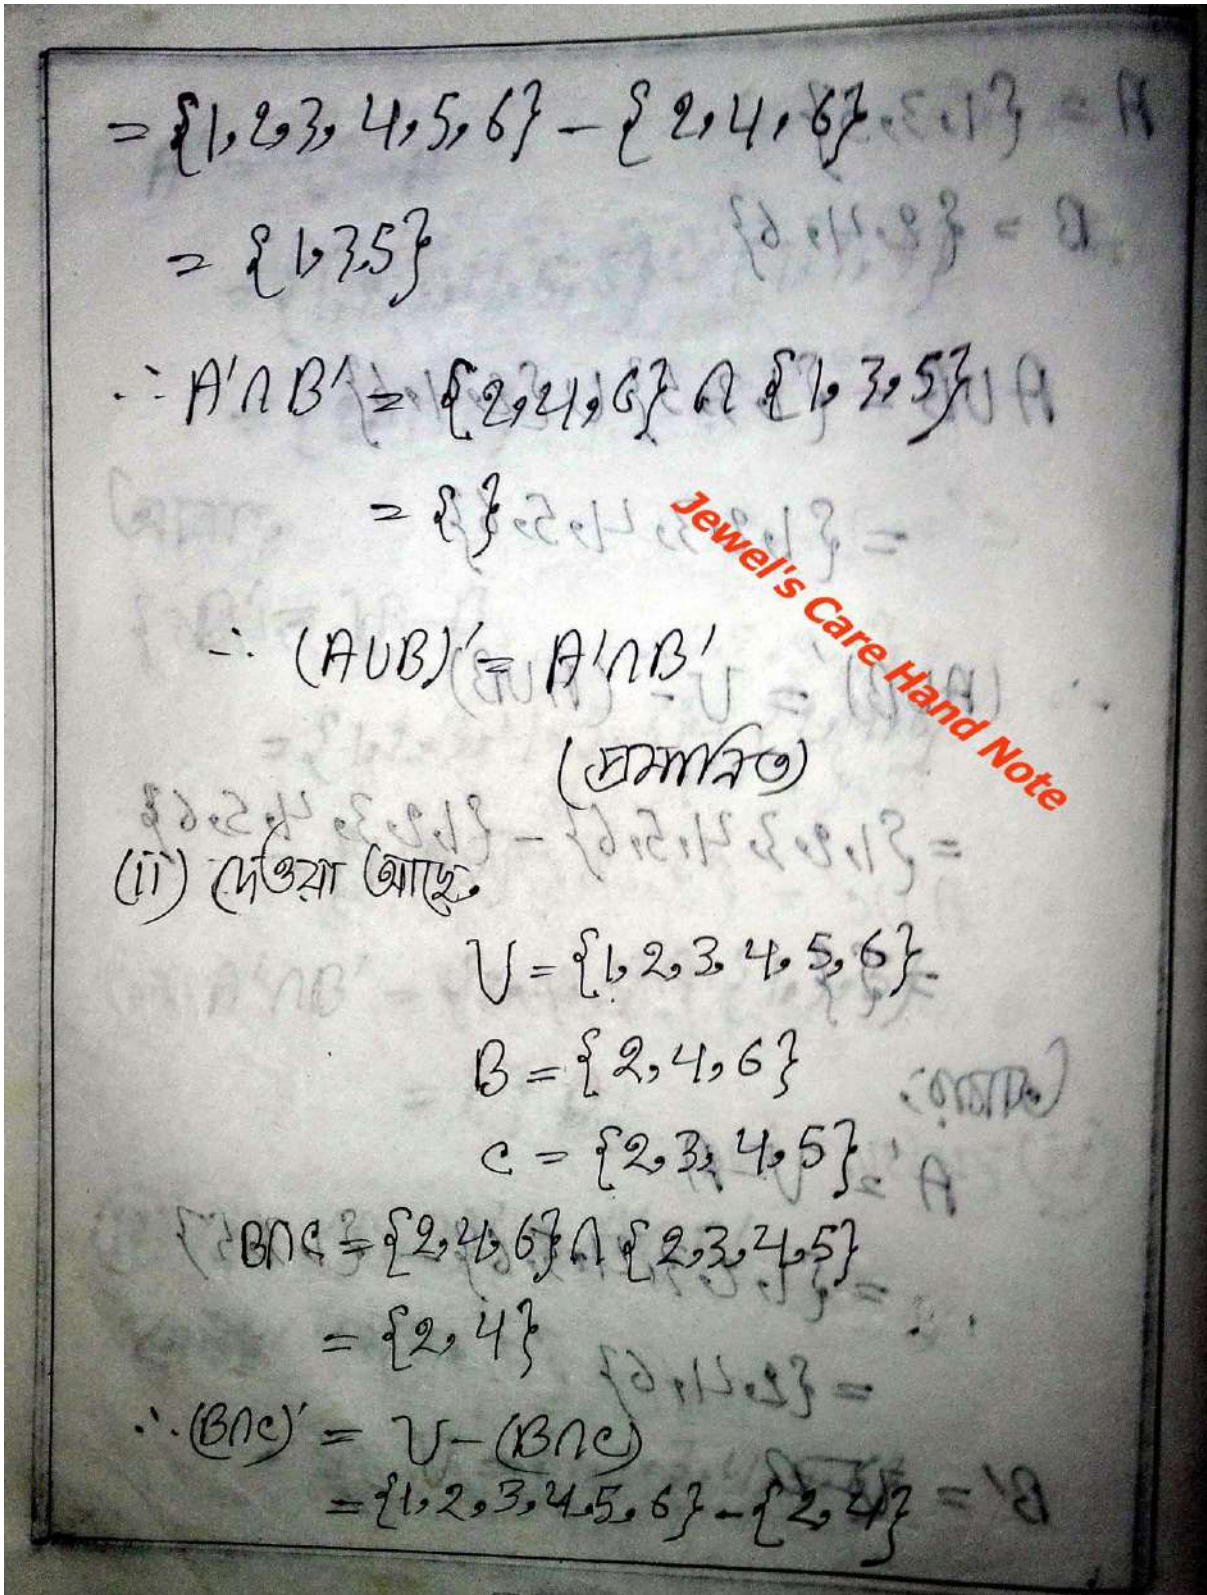 = {1, 2, 3, 4, 5, 6} - {2, 4, 6}
= {1, 3, 5}
∴ A'∩B' = {2, 4, 6} ∩ {1, 3, 5}
= {}
Jewel's Care Hand Note
∴ (A∪B)' = A'∩B'
(প্রমাণিত)
(ii) দেওয়া আছে,
U = {1, 2, 3, 4, 5, 6}
B = {2, 4, 6}
C = {2, 3, 4, 5}
B∩C = {2, 4, 6} ∩ {2, 3, 4, 5}
= {2, 4}
∴ (B∩C)' = U - (B∩C)
= {1, 2, 3, 4, 5, 6} - {2, 4}